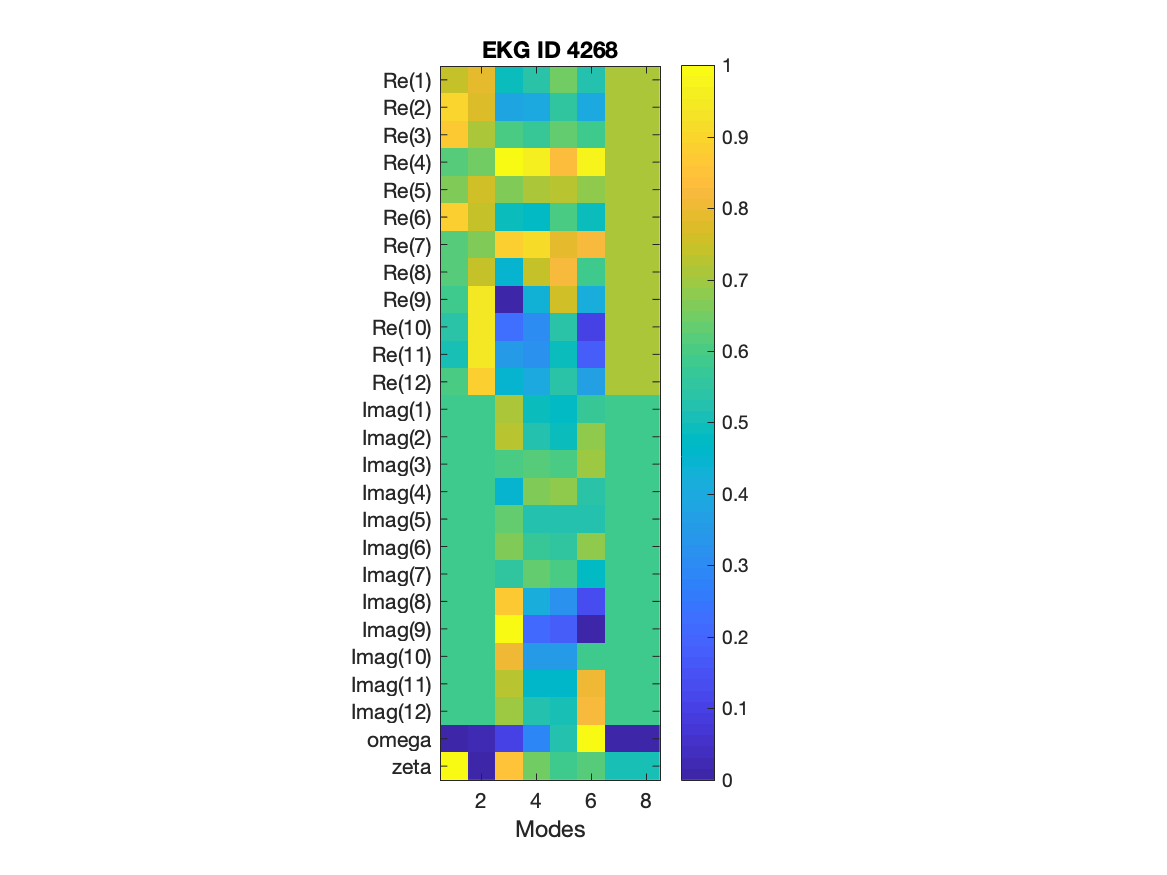 EKG ID 4268
Re(1)
Re(2)
Re(3)
Re(4)
Re(5)
Re(6)
Re(7)
Re(8)
Re(9)
Re(10)
Re(11)
Re(12)
Imag(1)
Imag(2)
Imag(3)
Imag(4)
Imag(5)
Imag(6)
Imag(7)
Imag(8)
Imag(9)
Imag(10)
Imag(11)
Imag(12)
omega
zeta
2 4 6 8
Modes
1
0.9
0.8
0.7
0.6
0.5
0.4
0.3
0.2
0.1
0